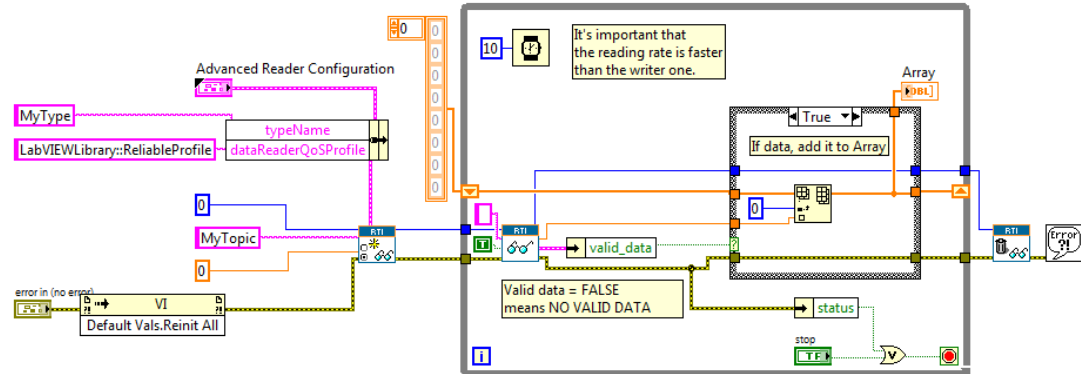 0
0
0
0
0
0
0
0
10
It's important that
the reading rate is faster
than the writer one.
Advanced Reader Configuration
Array
DBL]
MyType
typeName
True
LabVIEWLibrary::ReliableProfile
dataReaderQoSProfile
If data, add it to Array
0
0
RTI
RTI
RTI
MyTopic
T
valid_data
?
Error
?!
0
error in (no error)
?!
VI
?!
Default Vals.Reinit All
Valid data = FALSE
means NO VALID DATA
status
stop
TF
V
i